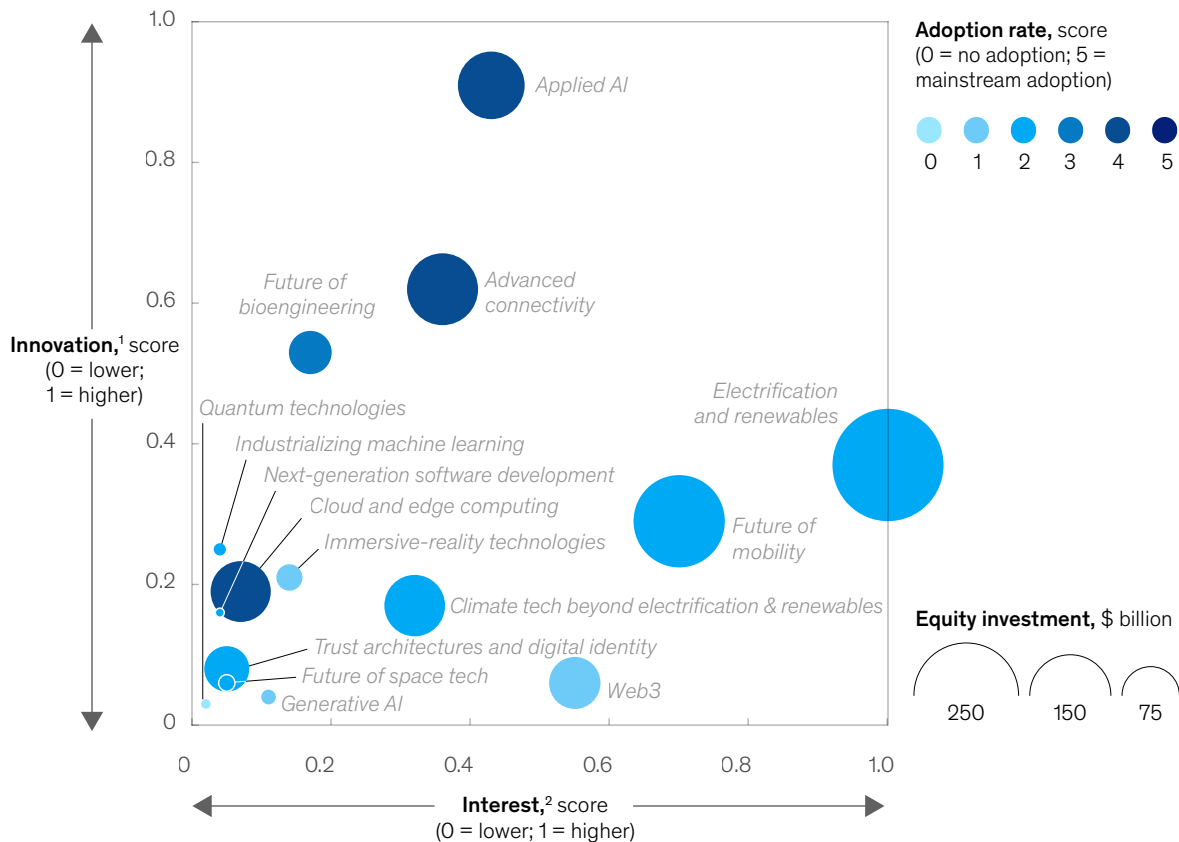 1.0
0.8
0.6
0.4
0.2
0
Innovation,¹ score
(0 = lower;
1 = higher)
Applied AI
Future of
bioengineering
Advanced
connectivity
Electrification
and renewables
Quantum technologies
Industrializing machine learning
Next-generation software development
Cloud and edge computing
Immersive-reality technologies
Future of
mobility
Climate tech beyond electrification & renewables
Trust architectures and digital identity
Future of space tech
Generative AI
Web3
0 0.2 0.4 0.6 0.8 1.0
Interest,² score
(0 = lower; 1 = higher)
Adoption rate, score
(0 = no adoption; 5 =
mainstream adoption)
0 1 2 3 4 5
Equity investment, $ billion
250 150 75